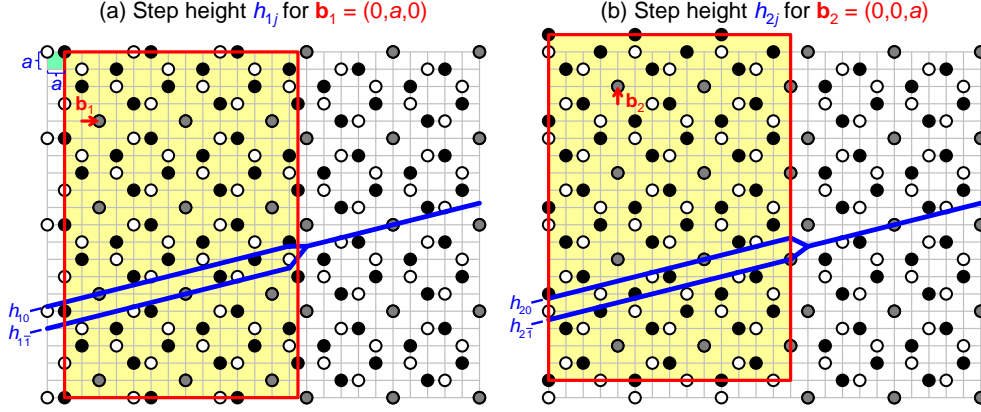 (a) Step height h₁ⱼ for b₁ = (0,a,0)
a
a
b₁
h₁₀
h₁1̅
(b) Step height h₂ⱼ for b₂ = (0,0,a)
b₂
h₂₀
h₂1̅